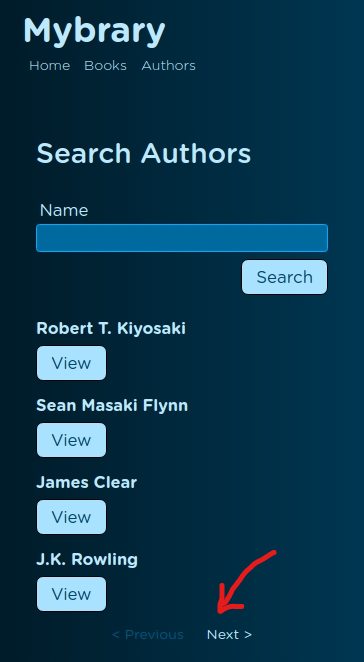 Mybrary
Home Books Authors
Search Authors
Name
Search
Robert T. Kiyosaki
View
Sean Masaki Flynn
View
James Clear
View
J.K. Rowling
View
< Previous Next >